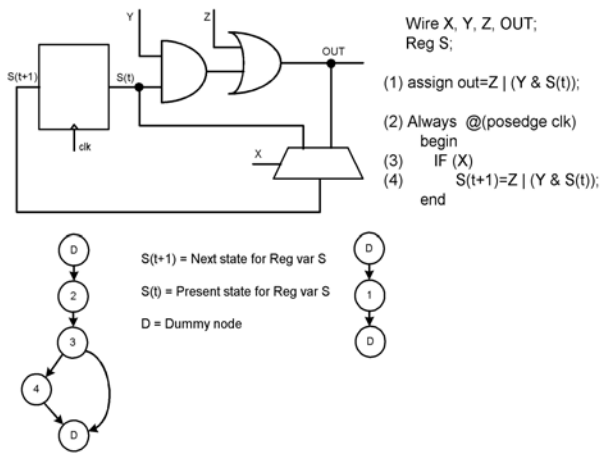 Y
Z
OUT
S(t+1)
S(t)
clk
X
Wire X, Y, Z, OUT;
Reg S;
(1) assign out=Z | (Y & S(t));
(2) Always @(posedge clk)
begin
(3) IF (X)
(4) S(t+1)=Z | (Y & S(t));
end
D
2
3
4
D
S(t+1) = Next state for Reg var S
S(t) = Present state for Reg var S
D = Dummy node
D
1
D